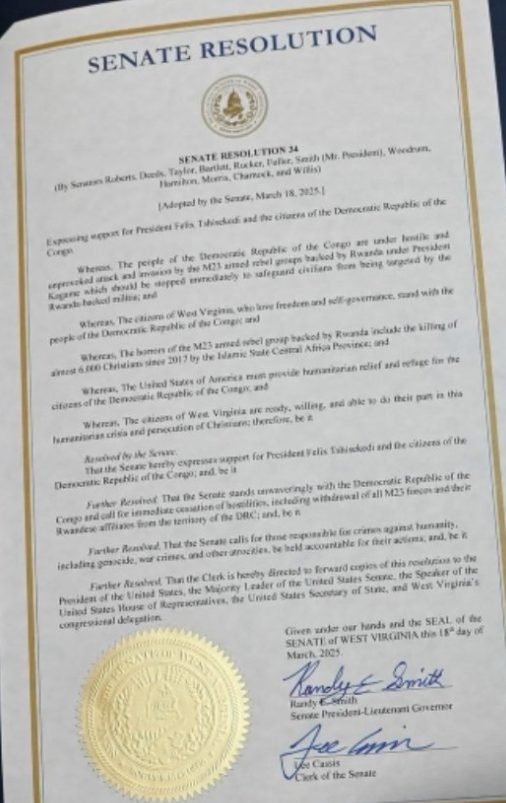 SENATE RESOLUTION
SENATE RESOLUTION 34
(By Senators Roberts, Deeds, Taylor, Bartlett, Rucker, Fuller, Smith (Mr. President), Woodrum,
Hamilton, Morris, Charnock, and Willis)
[Adopted by the Senate, March 18, 2025.]
Expressing support for President Felix Tshisekedi and the citizens of the Democratic Republic of the
Congo.
Whereas, The people of the Democratic Republic of the Congo are under hostile and
unprovoked attack and invasion by the M23 armed rebel groups backed by Rwanda under President
Kagame which should be stopped immediately to safeguard civilians from being targeted by the
Rwanda-backed militia; and
Whereas, The citizens of West Virginia, who love freedom and self-governance, stand with the
people of the Democratic Republic of the Congo; and
Whereas, The horrors of the M23 armed rebel group backed by Rwanda include the killing of
almost 6,000 Christians since 2017 by the Islamic State Central Africa Province; and
Whereas, The United States of America must provide humanitarian relief and refuge for the
citizens of the Democratic Republic of the Congo; and
Whereas, The citizens of West Virginia are ready, willing, and able to do their part in this
humanitarian crisis and persecution of Christians; therefore, be it
Resolved by the Senate:
That the Senate hereby expresses support for President Felix Tshisekedi and the citizens of the
Democratic Republic of the Congo; and, be it
Further Resolved, That the Senate stands unwaveringly with the Democratic Republic of the
Congo and call for immediate cessation of hostilities, including withdrawal of all M23 forces and their
Rwandese affiliates from the territory of the DRC; and, be it
Further Resolved, That the Senate calls for those responsible for crimes against humanity,
including genocide, war crimes, and other atrocities, be held accountable for their actions; and, be it
Further Resolved, That the Clerk is hereby directed to forward copies of this resolution to the
President of the United States, the Majority Leader of the United States Senate, the Speaker of the
United States House of Representatives, the United States Secretary of State, and West Virginia's
congressional delegation.
Given under our hands and the SEAL of the
SENATE of WEST VIRGINIA this 18th day of
March, 2025.
Randy E Smith
Randy E. Smith
Senate President-Lieutenant Governor
Lee Cassis
Clerk of the Senate